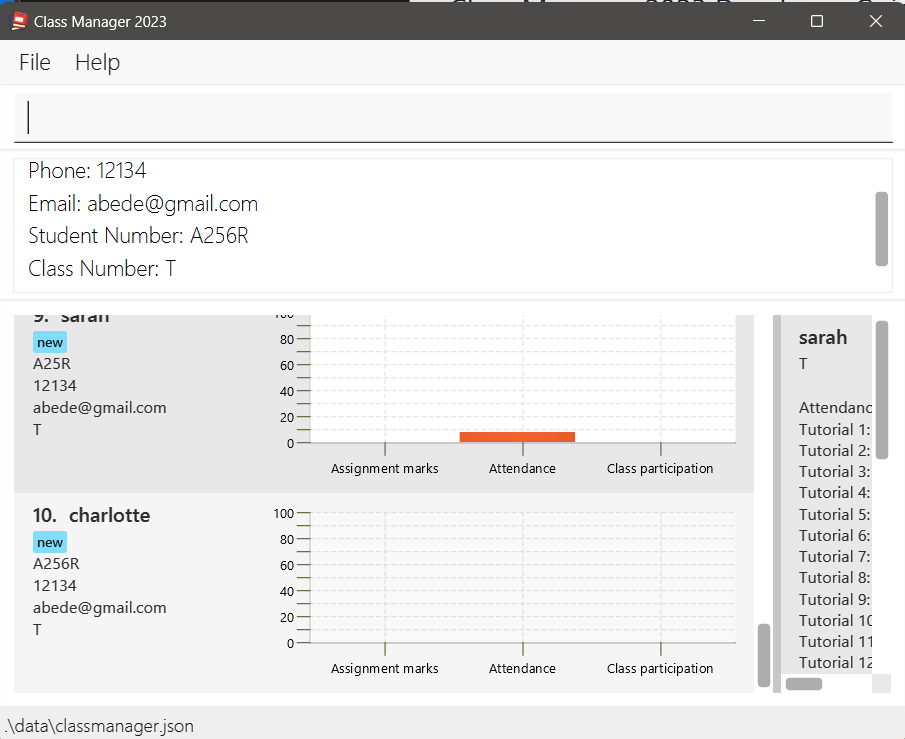 Class Manager 2023
File Help
Phone: 12134
Email: abede@gmail.com
Student Number: A256R
Class Number: T
9. sarah
new
A25R
12134
abede@gmail.com
T
100
80
60
40
20
0
Assignment marks Attendance Class participation
10. charlotte
new
A256R
12134
abede@gmail.com
T
100
80
60
40
20
0
Assignment marks Attendance Class participation
sarah
T
Attendanc
Tutorial 1:
Tutorial 2:
Tutorial 3:
Tutorial 4:
Tutorial 5:
Tutorial 6:
Tutorial 7:
Tutorial 8:
Tutorial 9:
Tutorial 10
Tutorial 11
Tutorial 12
.\data\classmanager.json